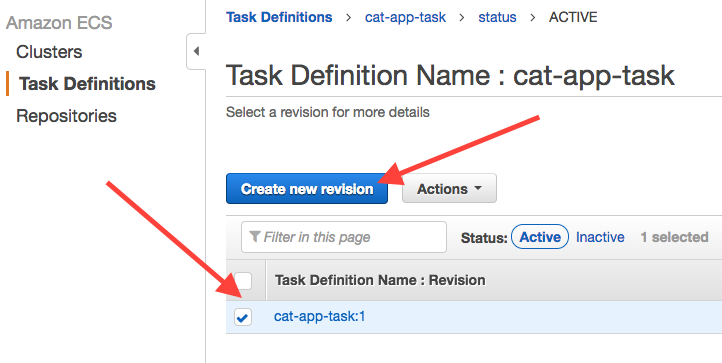 Amazon ECS
Clusters
Task Definitions
Repositories
Task Definitions > cat-app-task > status > ACTIVE
Task Definition Name : cat-app-task
Select a revision for more details
Create new revision
Actions
Filter in this page
Status: Active Inactive 1 selected
Task Definition Name : Revision
cat-app-task:1